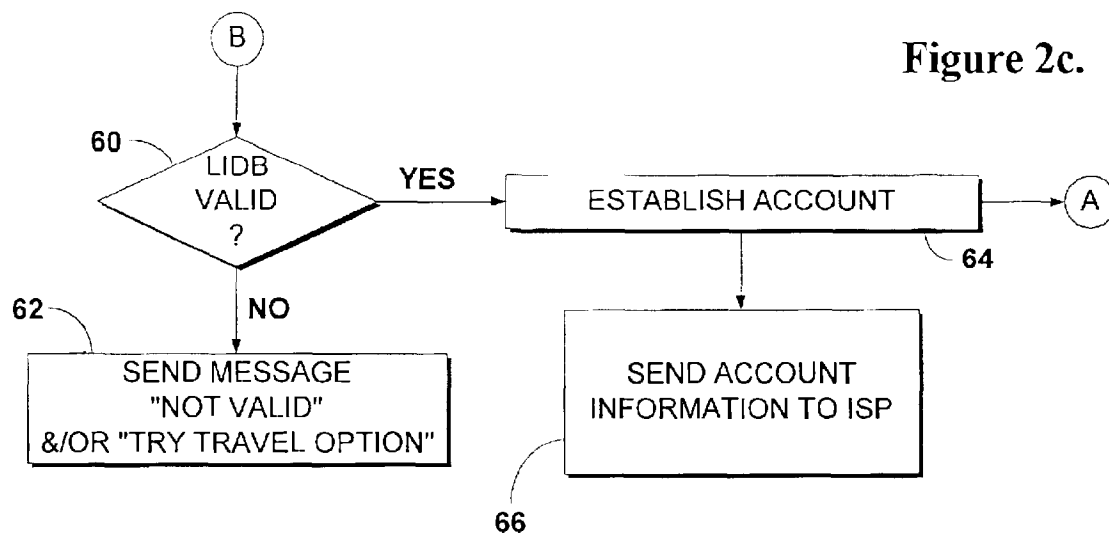 B
Figure 2c.
60
LIDB
VALID
?
YES
ESTABLISH ACCOUNT
A
64
NO
62
SEND MESSAGE
"NOT VALID"
&/OR "TRY TRAVEL OPTION"
SEND ACCOUNT
INFORMATION TO ISP
66